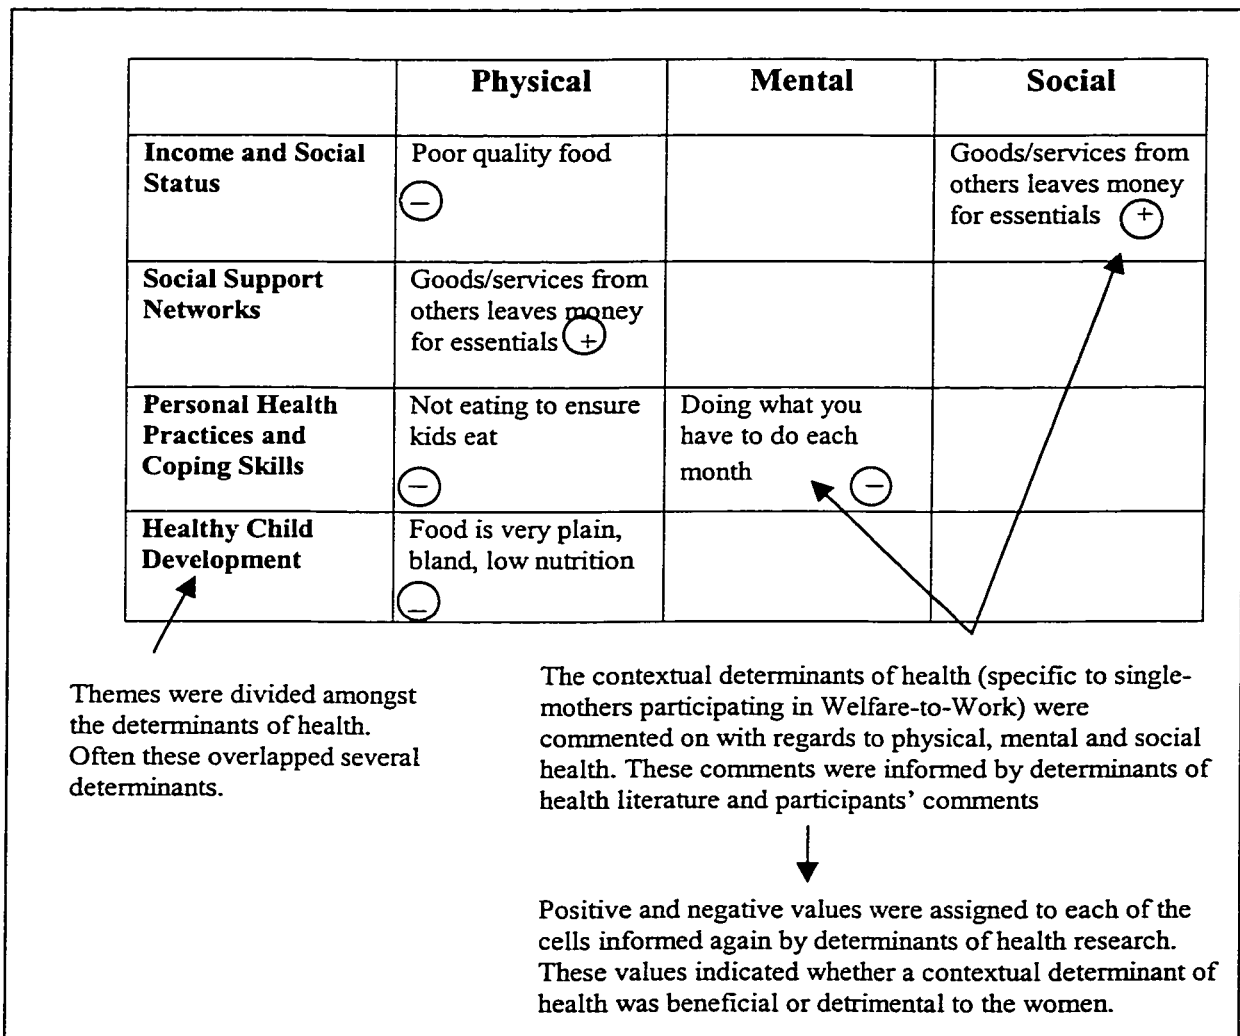 Physical
Mental
Social
Income and Social
Status
Poor quality food
−
Goods/services from
others leaves money
for essentials +
Social Support
Networks
Goods/services from
others leaves money
for essentials +
Personal Health
Practices and
Coping Skills
Not eating to ensure
kids eat
−
Doing what you
have to do each
month −
Healthy Child
Development
Food is very plain,
bland, low nutrition
−
Themes were divided amongst
the determinants of health.
Often these overlapped several
determinants.
The contextual determinants of health (specific to single-
mothers participating in Welfare-to-Work) were
commented on with regards to physical, mental and social
health. These comments were informed by determinants of
health literature and participants’ comments
Positive and negative values were assigned to each of the
cells informed again by determinants of health research.
These values indicated whether a contextual determinant of
health was beneficial or detrimental to the women.